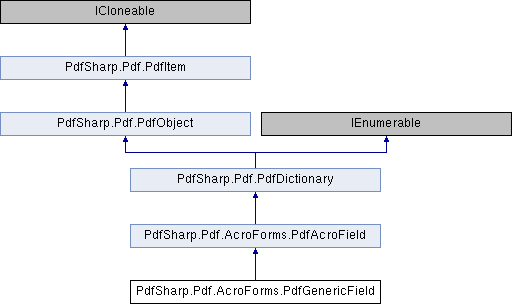 ICloneable
PdfSharp.Pdf.PdfItem
PdfSharp.Pdf.PdfObject
IEnumerable
PdfSharp.Pdf.PdfDictionary
PdfSharp.Pdf.AcroForms.PdfAcroField
PdfSharp.Pdf.AcroForms.PdfGenericField